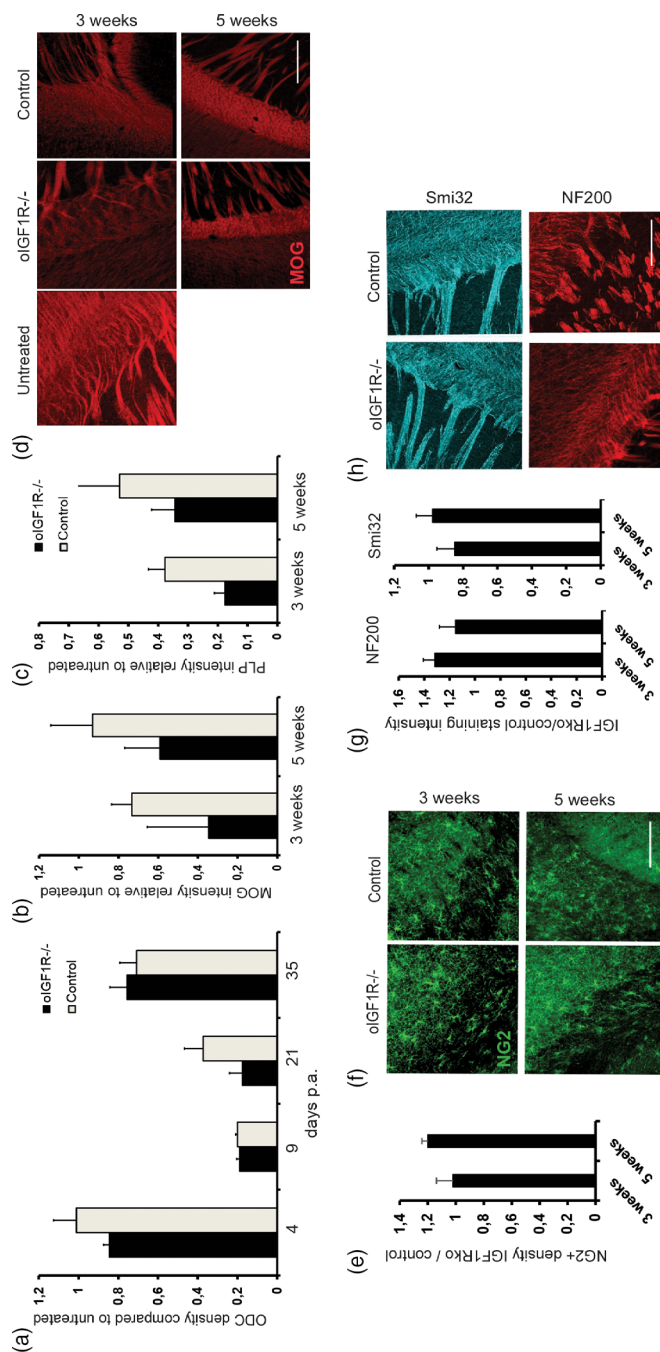 (a)
ODC density compared to untreated
1,2
1
0,8
0,6
0,4
0,2
0
4
9
21
35
days p.a.
oIGF1R-/-
Control
(b)
MOG intensity relative to untreated
1,2
1
0,8
0,6
0,4
0,2
0
3 weeks
5 weeks
(c)
PLP intensity relative to untreated
0,8
0,7
0,6
0,5
0,4
0,3
0,2
0,1
0
3 weeks
5 weeks
oIGF1R-/-
Control
(d)
Untreated
oIGF1R-/-
Control
3 weeks
5 weeks
MOG
(e)
NG2+ density IGF1Rko / control
1,4
1,2
1
0,8
0,6
0,4
0,2
0
3 weeks
5 weeks
(f)
oIGF1R-/-
Control
3 weeks
5 weeks
NG2
(g)
IGF1Rko/control staining intensity
NF200
1,6
1,4
1,2
1
0,8
0,6
0,4
0,2
0
3 weeks
5 weeks
Smi32
1,2
1
0,8
0,6
0,4
0,2
0
3 weeks
5 weeks
(h)
oIGF1R-/-
Control
Smi32
NF200